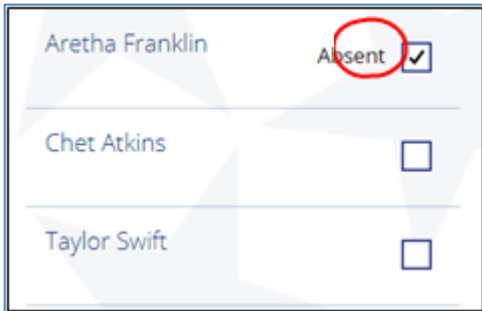 Aretha Franklin
Absent
Chet Atkins
Taylor Swift